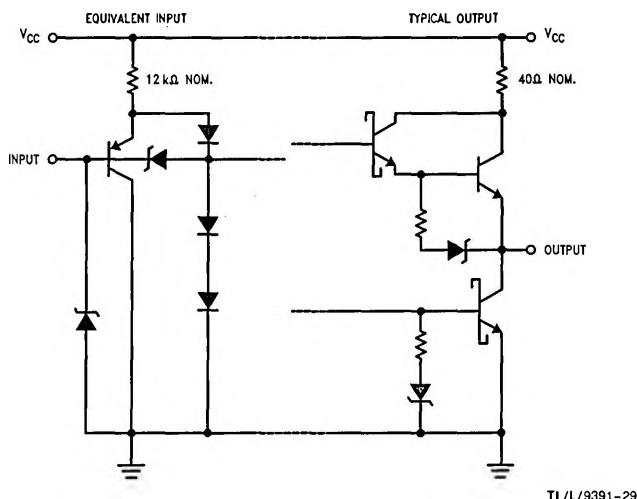 EQUIVALENT INPUT
TYPICAL OUTPUT
VCC
VCC
12 kΩ NOM.
40Ω NOM.
INPUT
OUTPUT
TL/L/9391-29